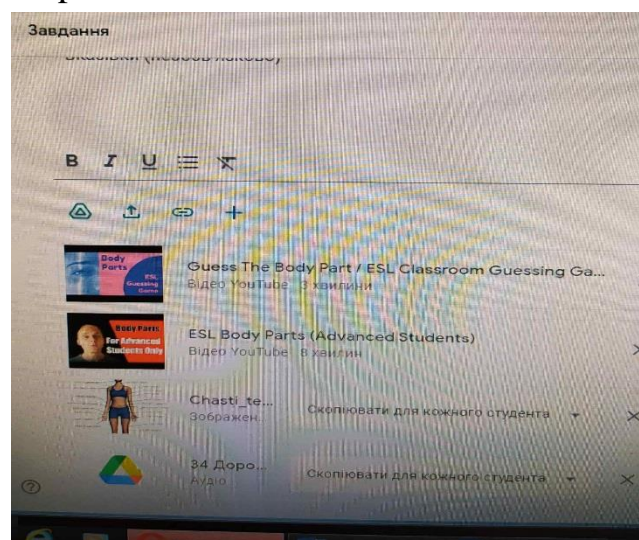 Завдання
B I U
Body Parts
ESL Guessing Game
Guess The Body Part / ESL Classroom Guessing Ga...
Відео YouTube 3 хвилини
Body Parts
For Advanced
Students Only
ESL Body Parts (Advanced Students)
Відео YouTube 8 хвилин
Chasti_te...
Зображен...
Скопіювати для кожного студента
34 Доро...
Аудіо
Скопіювати для кожного студента